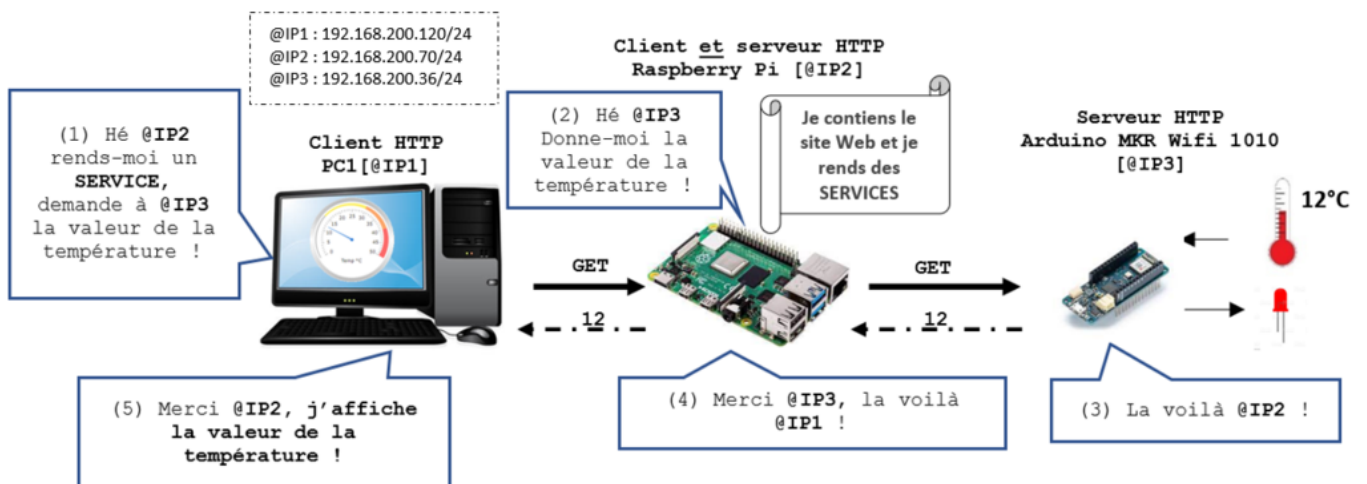 @IP1 : 192.168.200.120/24
@IP2 : 192.168.200.70/24
@IP3 : 192.168.200.36/24
Client et serveur HTTP
Raspberry Pi [@IP2]
(1) Hé @IP2
rends-moi un
SERVICE,
demande à @IP3
la valeur de la
température !
Client HTTP
PC1[@IP1]
(2) Hé @IP3
Donne-moi la
valeur de la
température !
Je contiens le
site Web et je
rends des
SERVICES
Serveur HTTP
Arduino MKR Wifi 1010
[@IP3]
12°C
Temp °C
GET
12
GET
12
(5) Merci @IP2, j'affiche
la valeur de la
température !
(4) Merci @IP3, la voilà
@IP1 !
(3) La voilà @IP2 !